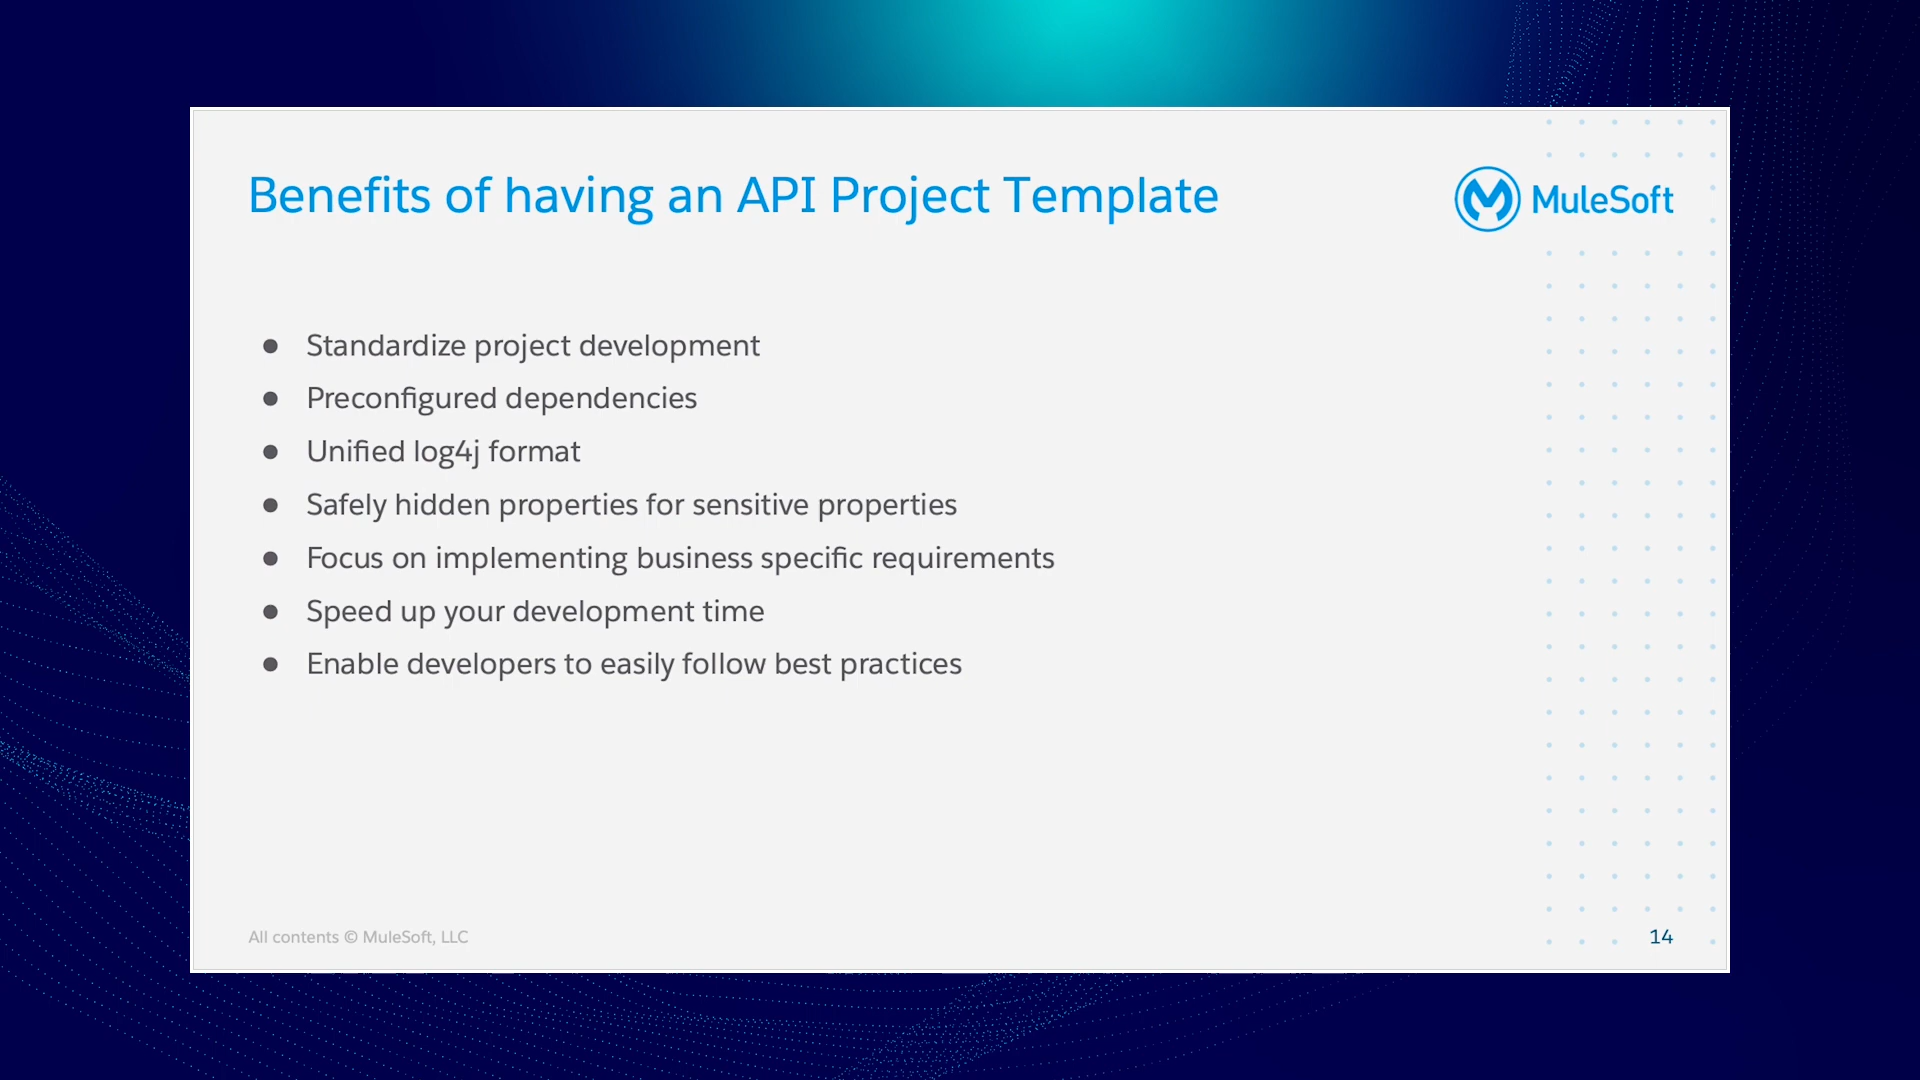 Benefits of having an API Project Template
MuleSoft
● Standardize project development
● Preconfigured dependencies
● Unified log4j format
● Safely hidden properties for sensitive properties
● Focus on implementing business specific requirements
● Speed up your development time
● Enable developers to easily follow best practices
All contents © MuleSoft, LLC
14